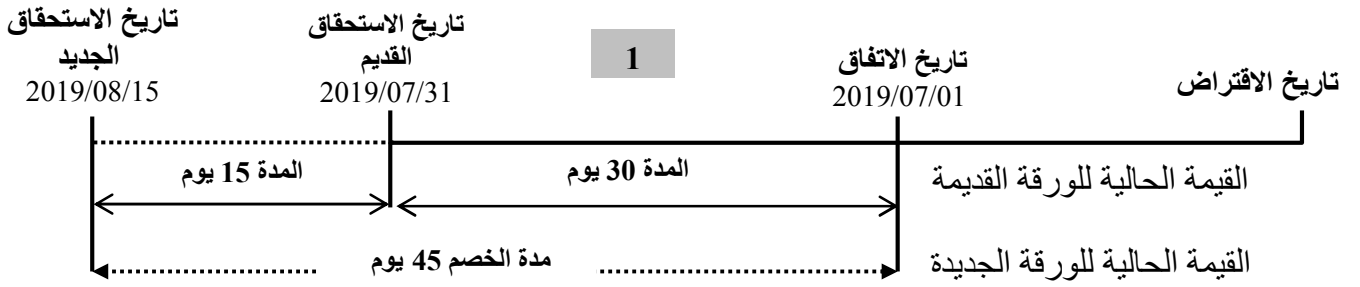 تاريخ الاقتراض
تاريخ الاتفاق
2019/07/01
1
تاريخ الاستحقاق
القديم
2019/07/31
تاريخ الاستحقاق
الجديد
2019/08/15
القيمة الحالية للورقة القديمة
المدة 30 يوم
المدة 15 يوم
القيمة الحالية للورقة الجديدة
مدة الخصم 45 يوم